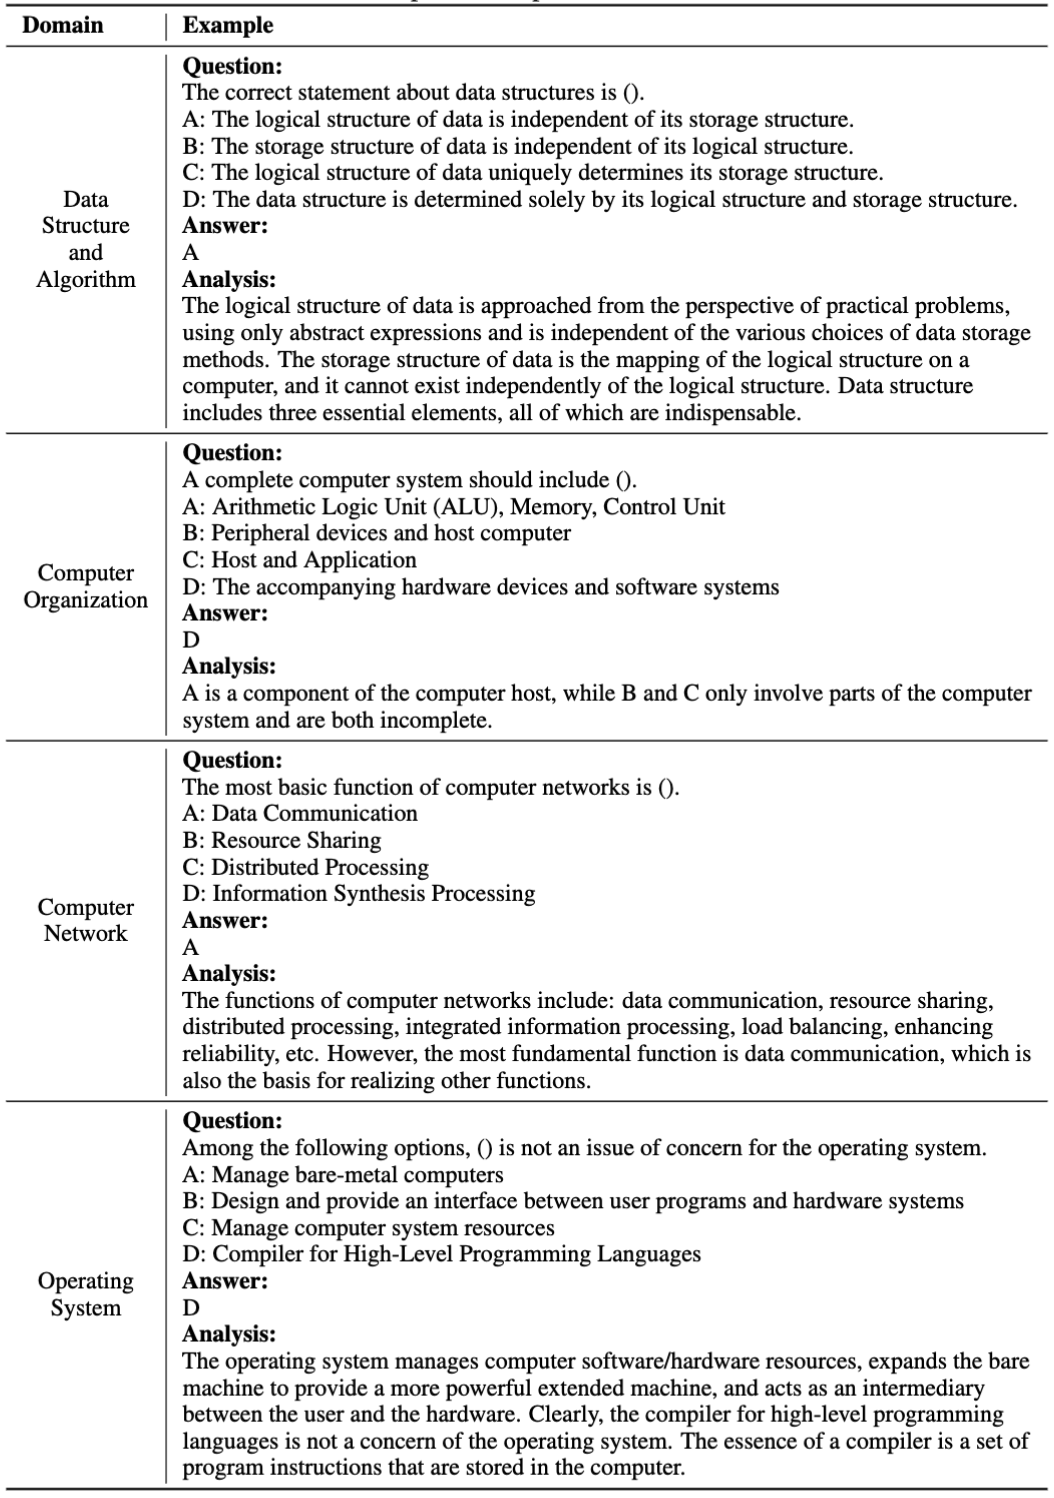 Domain
Example
Data
Structure
and
Algorithm
Question:
The correct statement about data structures is ().
A: The logical structure of data is independent of its storage structure.
B: The storage structure of data is independent of its logical structure.
C: The logical structure of data uniquely determines its storage structure.
D: The data structure is determined solely by its logical structure and storage structure.
Answer:
A
Analysis:
The logical structure of data is approached from the perspective of practical problems,
using only abstract expressions and is independent of the various choices of data storage
methods. The storage structure of data is the mapping of the logical structure on a
computer, and it cannot exist independently of the logical structure. Data structure
includes three essential elements, all of which are indispensable.
Computer
Organization
Question:
A complete computer system should include ().
A: Arithmetic Logic Unit (ALU), Memory, Control Unit
B: Peripheral devices and host computer
C: Host and Application
D: The accompanying hardware devices and software systems
Answer:
D
Analysis:
A is a component of the computer host, while B and C only involve parts of the computer
system and are both incomplete.
Computer
Network
Question:
The most basic function of computer networks is ().
A: Data Communication
B: Resource Sharing
C: Distributed Processing
D: Information Synthesis Processing
Answer:
A
Analysis:
The functions of computer networks include: data communication, resource sharing,
distributed processing, integrated information processing, load balancing, enhancing
reliability, etc. However, the most fundamental function is data communication, which is
also the basis for realizing other functions.
Operating
System
Question:
Among the following options, () is not an issue of concern for the operating system.
A: Manage bare-metal computers
B: Design and provide an interface between user programs and hardware systems
C: Manage computer system resources
D: Compiler for High-Level Programming Languages
Answer:
D
Analysis:
The operating system manages computer software/hardware resources, expands the bare
machine to provide a more powerful extended machine, and acts as an intermediary
between the user and the hardware. Clearly, the compiler for high-level programming
languages is not a concern of the operating system. The essence of a compiler is a set of
program instructions that are stored in the computer.